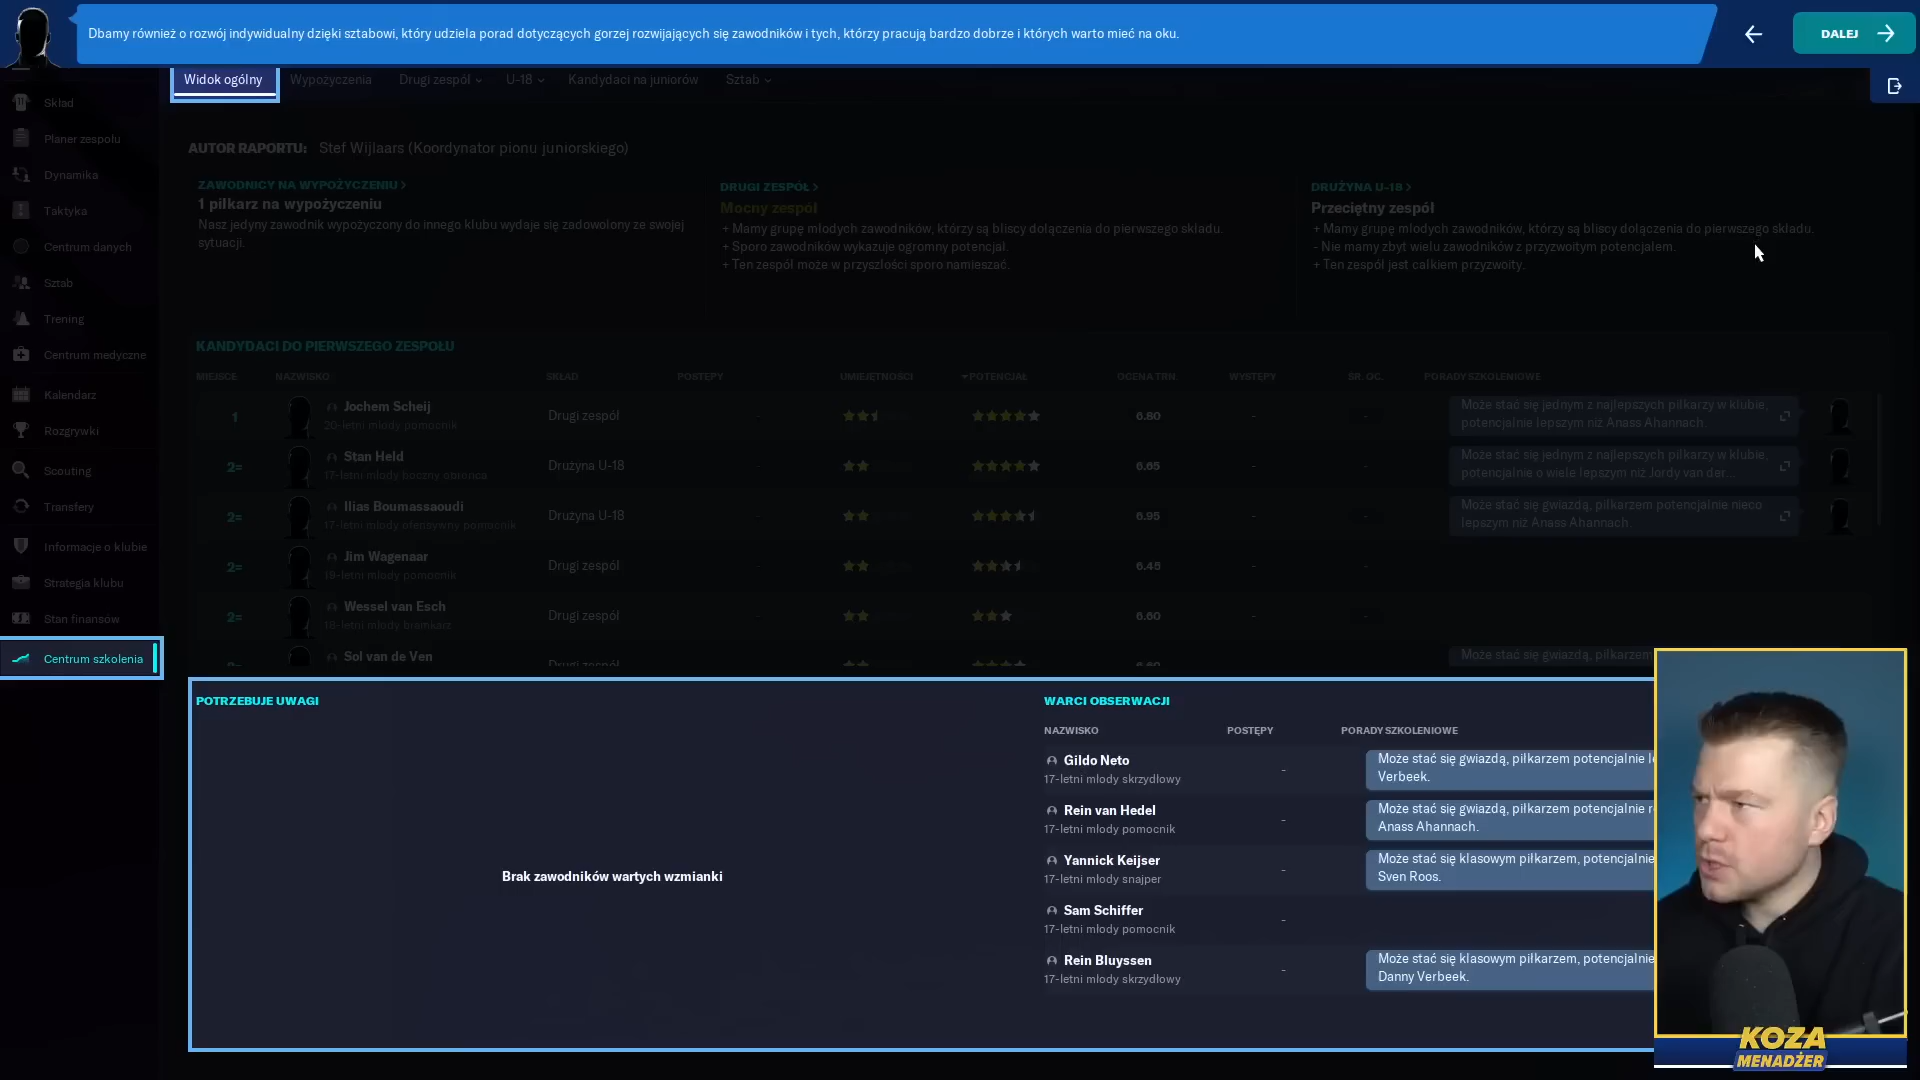 Dbamy również o rozwój indywidualny dzięki sztabowi, który udziela porad dotyczących gorzej rozwijających się zawodników i tych, którzy pracują bardzo dobrze i których warto mieć na oku.
DALEJ
Widok ogólny
Wypożyczenia
Drugi zespół
U-18
Kandydaci na juniorów
Sztab
Skład
Planer zespołu
Dynamika
Taktyka
Centrum danych
Sztab
Trening
Centrum medyczne
Kalendarz
Rozgrywki
Scouting
Transfery
Informacje o klubie
Strategia klubu
Stan finansów
Centrum szkolenia
AUTOR RAPORTU: Stef Wijlaars (Koordynator pionu juniorskiego)
ZAWODNICY NA WYPOŻYCZENIU >
1 piłkarz na wypożyczeniu
Nasz jedyny zawodnik wypożyczony do innego klubu wydaje się zadowolony ze swojej
sytuacji.
DRUGI ZESPÓŁ >
Mocny zespół
+ Mamy grupę młodych zawodników, którzy są bliscy dołączenia do pierwszego składu.
+ Sporo zawodników wykazuje ogromny potencjał.
+ Ten zespół może w przyszłości sporo namieszać.
DRUŻYNA U-18 >
Przeciętny zespół
+ Mamy grupę młodych zawodników, którzy są bliscy dołączenia do pierwszego składu.
- Nie mamy zbyt wielu zawodników z przyzwoitym potencjałem.
+ Ten zespół jest całkiem przyzwoity.
KANDYDACI DO PIERWSZEGO ZESPOŁU
MIEJSCE NAZWISKO SKŁAD POSTĘPY UMIEJĘTNOŚCI POTENCJAŁ OCENA TRN. WYSTĘPY ŚR. OC. PORADY SZKOLENIOWE
1 Jochem Scheij Drugi zespół - 6.80 - -
20-letni młody pomocnik
Może stać się jednym z najlepszych piłkarzy w klubie,
potencjalnie lepszym niż Anass Ahannach.
2= Stan Held Drużyna U-18 - 6.65 - -
17-letni młody boczny obrońca
Może stać się jednym z najlepszych piłkarzy w klubie,
potencjalnie o wiele lepszym niż Jordy van der...
2= Ilias Boumassaoudi Drużyna U-18 - 6.95 - -
17-letni młody ofensywny pomocnik
Może stać się gwiazdą, piłkarzem potencjalnie nieco
lepszym niż Anass Ahannach.
2= Jim Wagenaar Drugi zespół - 6.45 - -
19-letni młody pomocnik
2= Wessel van Esch Drugi zespół - 6.60 - -
18-letni młody bramkarz
2= Sol van de Ven Drugi zespół 6.60
Może stać się gwiazdą, piłkarzem
POTRZEBUJE UWAGI
Brak zawodników wartych wzmianki
WARCI OBSERWACJI
NAZWISKO POSTĘPY PORADY SZKOLENIOWE
Gildo Neto -
17-letni młody skrzydłowy
Może stać się gwiazdą, piłkarzem potencjalnie
Verbeek.
Rein van Hedel -
17-letni młody pomocnik
Może stać się gwiazdą, piłkarzem potencjalnie
Anass Ahannach.
Yannick Keijser -
17-letni młody snajper
Może stać się klasowym piłkarzem, potencjalnie
Sven Roos.
Sam Schiffer -
17-letni młody pomocnik
Rein Bluyssen -
17-letni młody skrzydłowy
Może stać się klasowym piłkarzem, potencjalnie
Danny Verbeek.
KOZA
MENADŻER